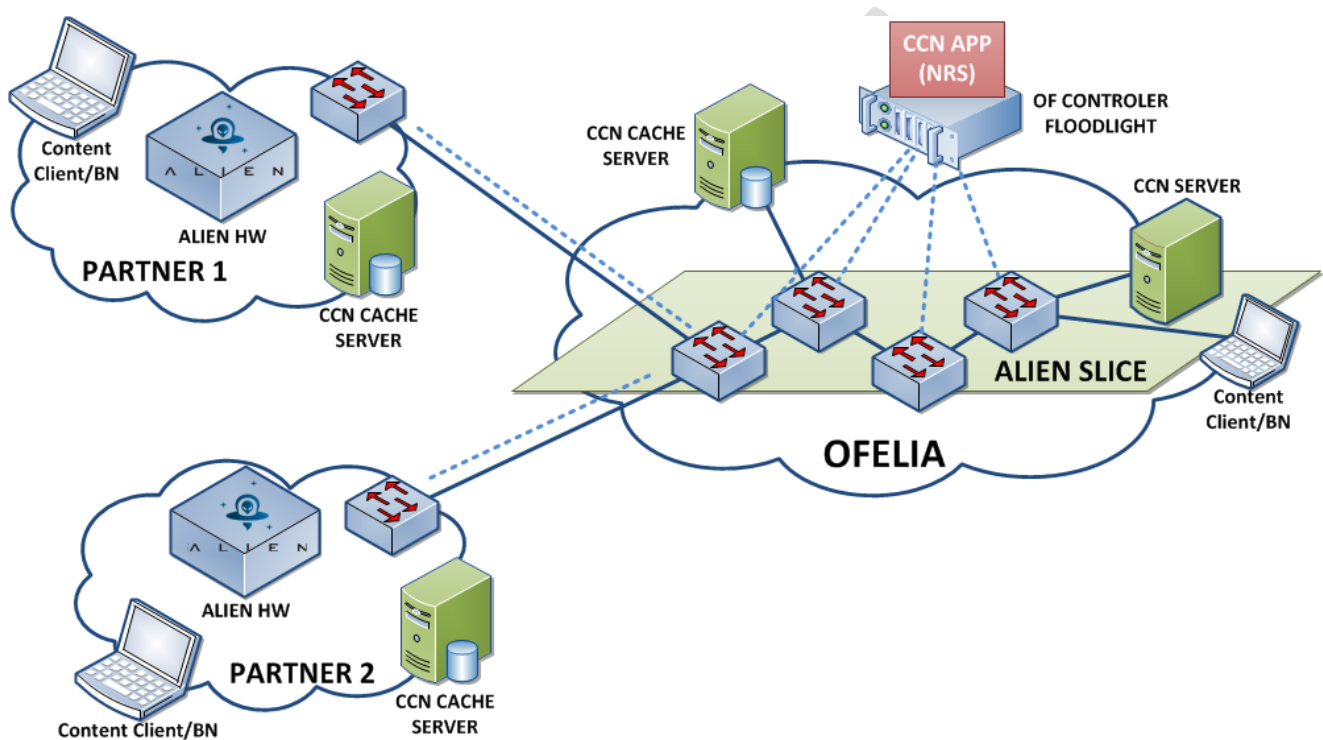 CCN APP
(NRS)
OF CONTROLER
FLOODLIGHT
CCN CACHE
SERVER
CCN SERVER
Content
Client/BN
A L I E N
ALIEN HW
PARTNER 1
CCN CACHE
SERVER
ALIEN SLICE
Content
Client/BN
OFELIA
A L I E N
ALIEN HW
PARTNER 2
CCN CACHE
SERVER
Content Client/BN